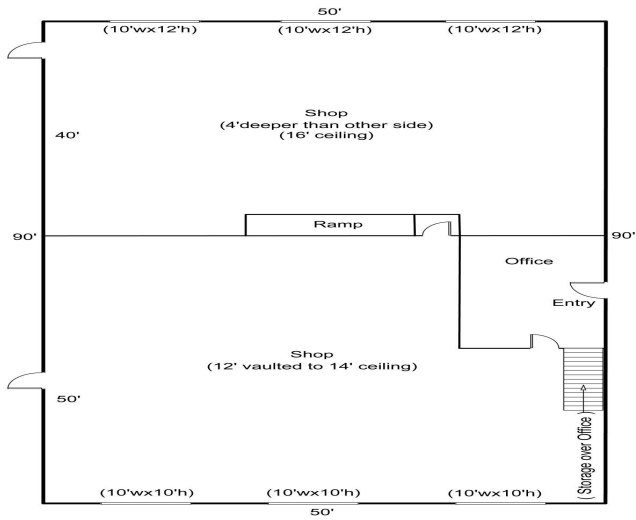 50'
(10'wx12'h) (10'wx12'h) (10'wx12'h)
Shop
(4'deeper than other side)
(16' ceiling)
40'
Ramp
90' 90'
Office
Entry
Shop
(12' vaulted to 14' ceiling)
50'
(Storage over Office)
(10'wx10'h) (10'wx10'h) (10'wx10'h)
50'